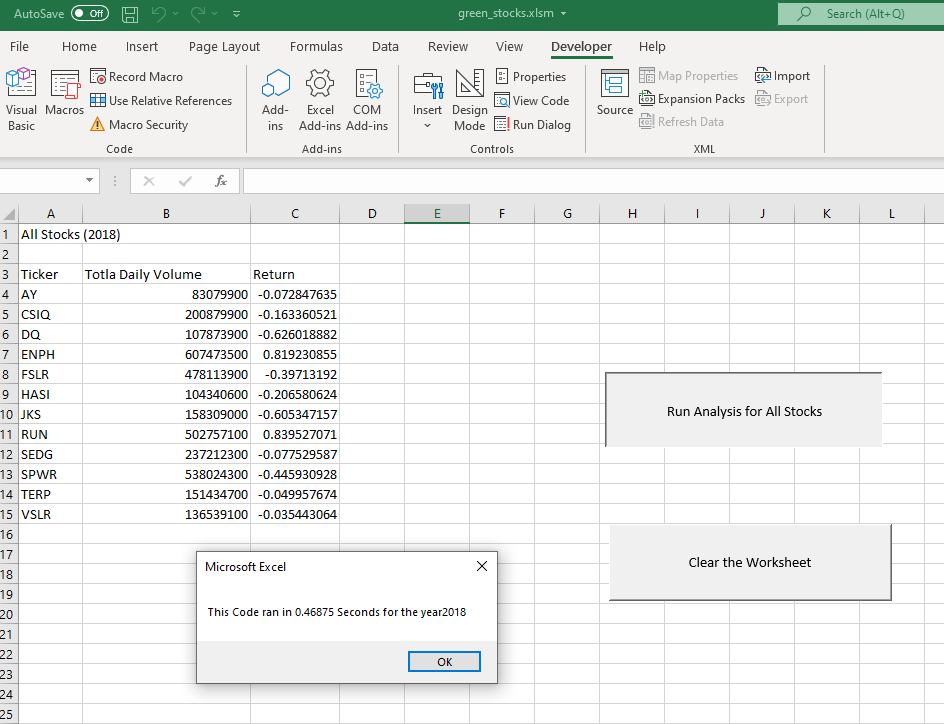 AutoSave Off green_stocks.xlsm Search (Alt+Q)
File Home Insert Page Layout Formulas Data Review View Developer Help
Visual Basic
Macros
Record Macro
Use Relative References
Macro Security
Code
Add-ins
Excel Add-ins
COM Add-ins
Add-ins
Insert
Design Mode
Properties
View Code
Run Dialog
Controls
Source
Map Properties
Expansion Packs
Refresh Data
Import
Export
XML
fx
A B C D E F G H I J K L
1 All Stocks (2018)
2
3 Ticker Totla Daily Volume Return
4 AY 83079900 -0.072847635
5 CSIQ 200879900 -0.163360521
6 DQ 107873900 -0.626018882
7 ENPH 607473500 0.819230855
8 FSLR 478113900 -0.39713192
9 HASI 104340600 -0.206580624
10 JKS 158309000 -0.605347157
11 RUN 502757100 0.839527071
12 SEDG 237212300 -0.077529587
13 SPWR 538024300 -0.445930928
14 TERP 151434700 -0.049957674
15 VSLR 136539100 -0.035443064
16
17
18
19
20
21
22
23
24
25
Run Analysis for All Stocks
Clear the Worksheet
Microsoft Excel
This Code ran in 0.46875 Seconds for the year2018
OK